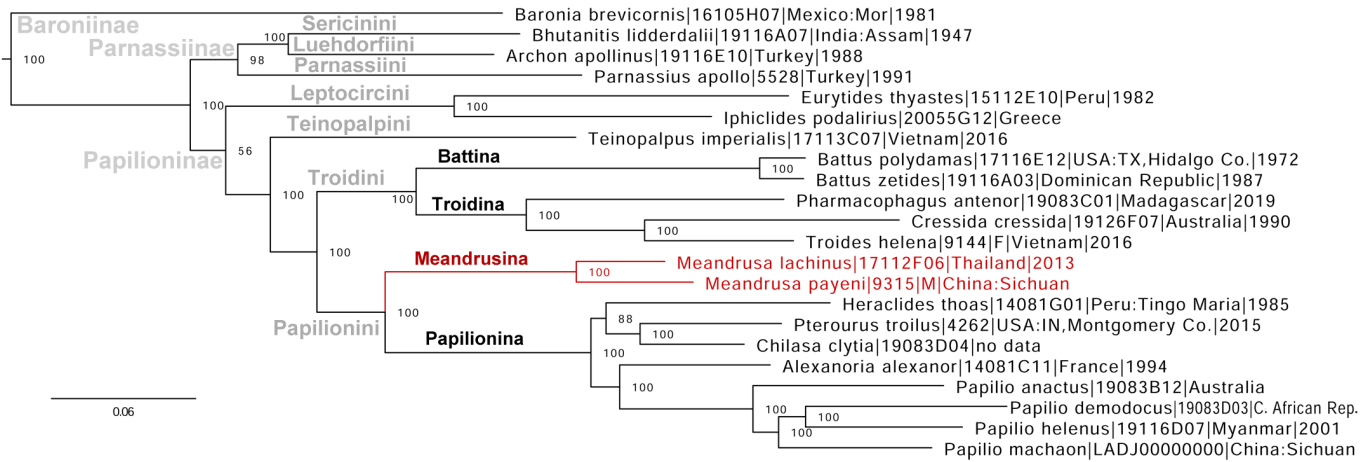 Baronia brevicornis|16105H07|Mexico:Mor|1981
Baroniinae
Sericinini
100
Bhutanitis lidderdalii|19116A07|India:Assam|1947
Parnassiinae
Luehdorfiini
100
98
Archon apollinus|19116E10|Turkey|1988
Parnassiini
Parnassius apollo|5528|Turkey|1991
Leptocircini
Eurytides thyastes|15112E10|Peru|1982
100
100
Iphiclides podalirius|20055G12|Greece
Teinopalpini
Teinopalpus imperialis|17113C07|Vietnam|2016
Papilioninae
56
Battina
Battus polydamas|17116E12|USA:TX,Hidalgo Co.|1972
100
Troidini
Battus zetides|19116A03|Dominican Republic|1987
100
100
Troidina
Pharmacophagus antenor|19083C01|Madagascar|2019
100
Cressida cressida|19126F07|Australia|1990
100
Troides helena|9144|F|Vietnam|2016
100
Meandrusina
Meandrusa lachinus|17112F06|Thailand|2013
100
Meandrusa payeni|9315|M|China:Sichuan
Heraclides thoas|14081G01|Peru:Tingo Maria|1985
100
88
Papilionini
Pterourus troilus|4262|USA:IN,Montgomery Co.|2015
100
Papilionina
Chilasa clytia|19083D04|no data
100
Alexanoria alexanor|14081C11|France|1994
100
Papilio anactus|19083B12|Australia
0.06
100
Papilio demodocus|19083D03|C. African Rep.
100
Papilio helenus|19116D07|Myanmar|2001
100
Papilio machaon|LADJ00000000|China:Sichuan